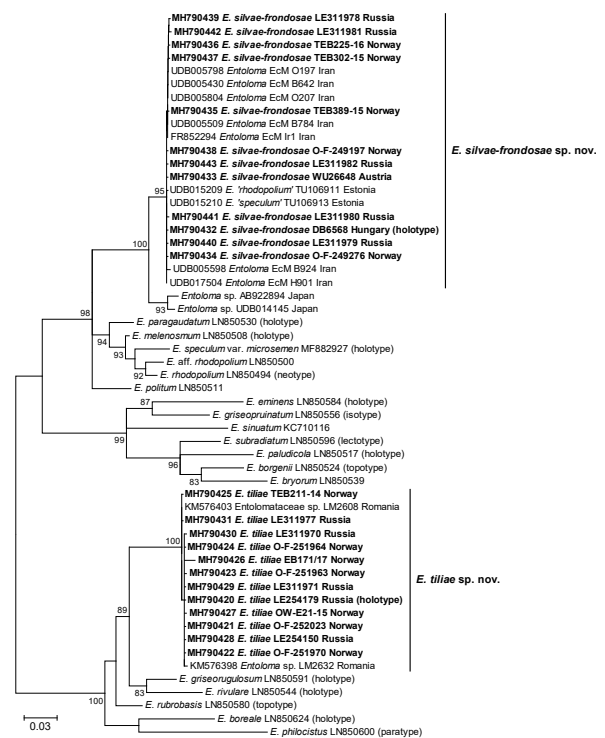 MH790439 E. silvae-frondosae LE311978 Russia
MH790442 E. silvae-frondosae LE311981 Russia
MH790436 E. silvae-frondosae TEB225-16 Norway
MH790437 E. silvae-frondosae TEB302-15 Norway
UDB005798 Entoloma EcM O197 Iran
UDB005430 Entoloma EcM B642 Iran
UDB005804 Entoloma EcM O207 Iran
MH790435 E. silvae-frondosae TEB389-15 Norway
UDB005509 Entoloma EcM B784 Iran
FR852294 Entoloma EcM Ir1 Iran
MH790438 E. silvae-frondosae O-F-249197 Norway
MH790443 E. silvae-frondosae LE311982 Russia
MH790433 E. silvae-frondosae WU26648 Austria
UDB015209 E. 'rhodopolium' TU106911 Estonia
UDB015210 E. 'speculum' TU106913 Estonia
MH790441 E. silvae-frondosae LE311980 Russia
MH790432 E. silvae-frondosae DB6568 Hungary (holotype)
MH790440 E. silvae-frondosae LE311979 Russia
MH790434 E. silvae-frondosae O-F-249276 Norway
UDB005598 Entoloma EcM B924 Iran
UDB017504 Entoloma EcM H901 Iran
E. silvae-frondosae sp. nov.
95
100
Entoloma sp. AB922894 Japan
Entoloma sp. UDB014145 Japan
93
98
E. paragaudatum LN850530 (holotype)
94
E. melenosmum LN850508 (holotype)
93
E. speculum var. microsemen MF882927 (holotype)
E. aff. rhodopolium LN850500
92
E. rhodopolium LN850494 (neotype)
E. politum LN850511
87
E. eminens LN850584 (holotype)
E. griseopruinatum LN850556 (isotype)
99
E. sinuatum KC710116
E. subradiatum LN850596 (lectotype)
96
E. paludicola LN850517 (holotype)
E. borgenii LN850524 (topotype)
83
E. bryorum LN850539
MH790425 E. tiliae TEB211-14 Norway
KM576403 Entolomataceae sp. LM2608 Romania
MH790431 E. tiliae LE311977 Russia
MH790430 E. tiliae LE311970 Russia
100
MH790424 E. tiliae O-F-251964 Norway
MH790426 E. tiliae EB171/17 Norway
MH790423 E. tiliae O-F-251963 Norway
MH790429 E. tiliae LE311971 Russia
MH790420 E. tiliae LE254179 Russia (holotype)
MH790427 E. tiliae OW-E21-15 Norway
MH790421 E. tiliae O-F-252023 Norway
MH790428 E. tiliae LE254150 Russia
MH790422 E. tiliae O-F-251970 Norway
KM576398 Entoloma sp. LM2632 Romania
E. tiliae sp. nov.
89
E. griseorugulosum LN850591 (holotype)
83
E. rivulare LN850544 (holotype)
100
E. rubrobasis LN850580 (topotype)
E. boreale LN850624 (holotype)
E. philocistus LN850600 (paratype)
0.03